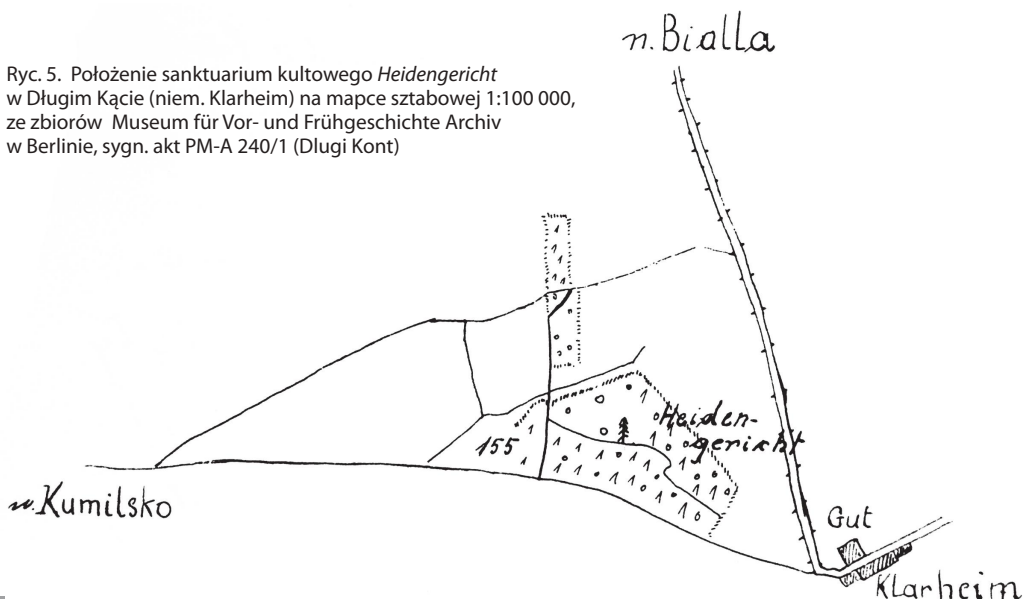 n. Bialla
Ryc. 5. Położenie sanktuarium kultowego Heidengericht
w Długim Kącie (niem. Klarheim) na mapce sztabowej 1:100 000,
ze zbiorów Museum für Vor- und Frühgeschichte Archiv
w Berlinie, sygn. akt PM-A 240/1 (Dlugi Kont)
Heiden-
gericht
155
n. Kumilsko
Gut
Klarheim